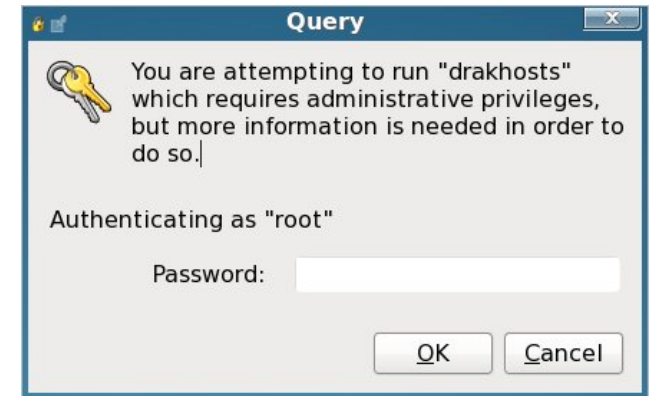 Query
You are attempting to run "drakhosts"
which requires administrative privileges,
but more information is needed in order to
do so.
Authenticating as "root"
Password:
OK
Cancel